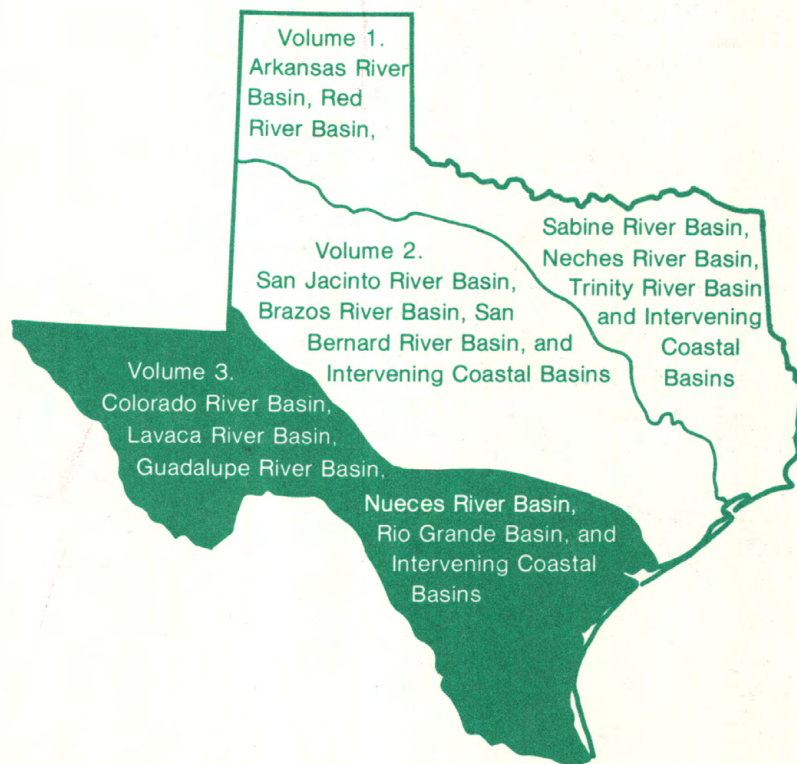 Volume 1.
Arkansas River
Basin, Red
River Basin,
Sabine River Basin,
Neches River Basin,
Trinity River Basin
and Intervening
Coastal
Basins
Volume 2.
San Jacinto River Basin,
Brazos River Basin, San
Bernard River Basin, and
Intervening Coastal Basins
Volume 3.
Colorado River Basin,
Lavaca River Basin,
Guadalupe River Basin,
Nueces River Basin,
Rio Grande Basin, and
Intervening Coastal
Basins